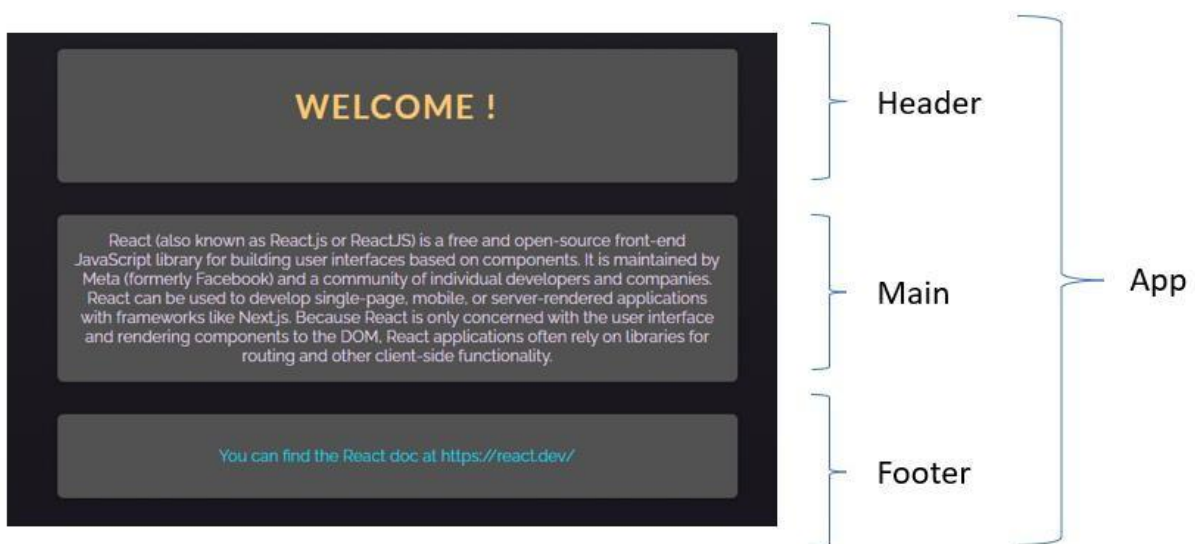 WELCOME !
Header
React (also known as React.js or ReactJS) is a free and open-source front-end
JavaScript library for building user interfaces based on components. It is maintained by
Meta (formerly Facebook) and a community of individual developers and companies.
React can be used to develop single-page, mobile, or server-rendered applications
with frameworks like Next.js. Because React is only concerned with the user interface
and rendering components to the DOM, React applications often rely on libraries for
routing and other client-side functionality.
Main
You can find the React doc at https://react.dev/
Footer
App